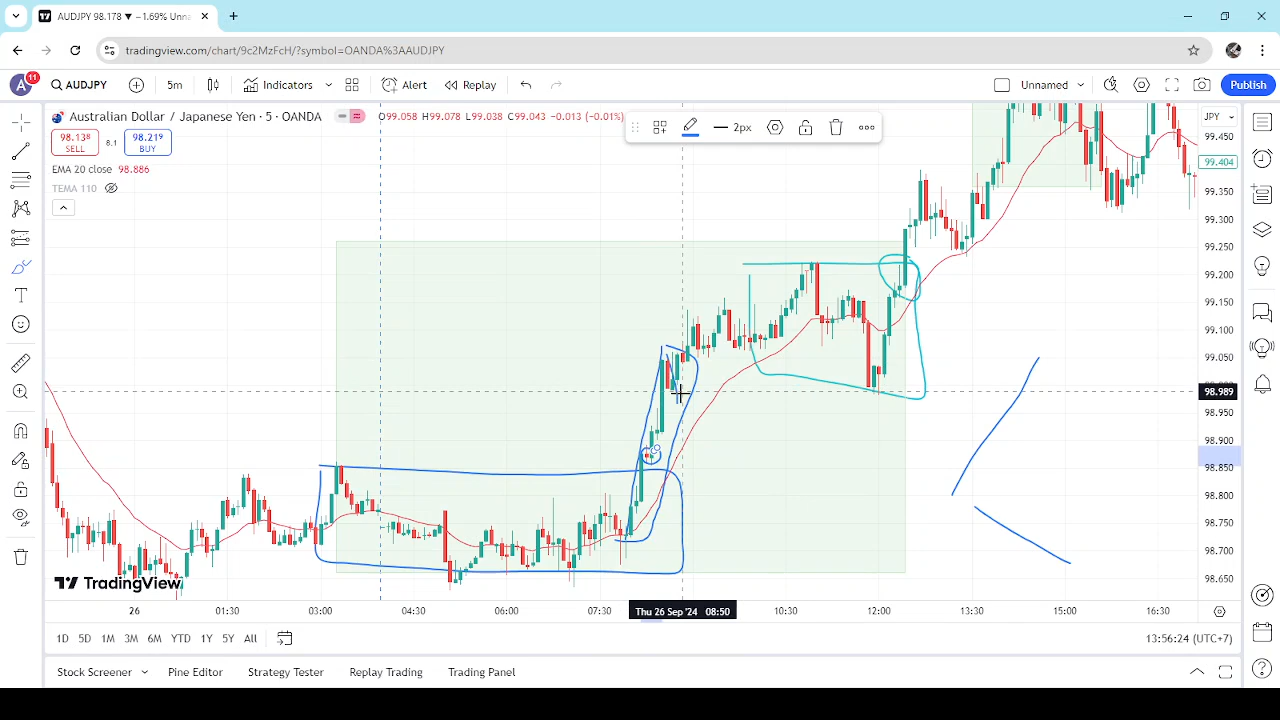 AUDJPY 98.178 ▼ −1.69% Unna
tradingview.com/chart/9c2MzFcH/?symbol=OANDA%3AAUDJPY
A 11 AUDJPY 5m Indicators Alert Replay Unnamed Publish
Australian Dollar / Japanese Yen · 5 · OANDA O99.058 H99.078 L99.038 C99.043 −0.013 (−0.01%)
2px
JPY
98.138 SELL 8.1 98.219 BUY
EMA 20 close 98.886
TEMA 110
99.450
99.404
99.350
99.300
99.250
99.200
99.150
99.100
99.050
98.989
98.950
98.900
98.850
98.800
98.750
98.700
98.650
TradingView
26 01:30 03:00 04:30 06:00 07:30 Thu 26 Sep '24 08:50 10:30 12:00 13:30 15:00 16:30
1D 5D 1M 3M 6M YTD 1Y 5Y All 13:56:24 (UTC+7)
Stock Screener Pine Editor Strategy Tester Replay Trading Trading Panel